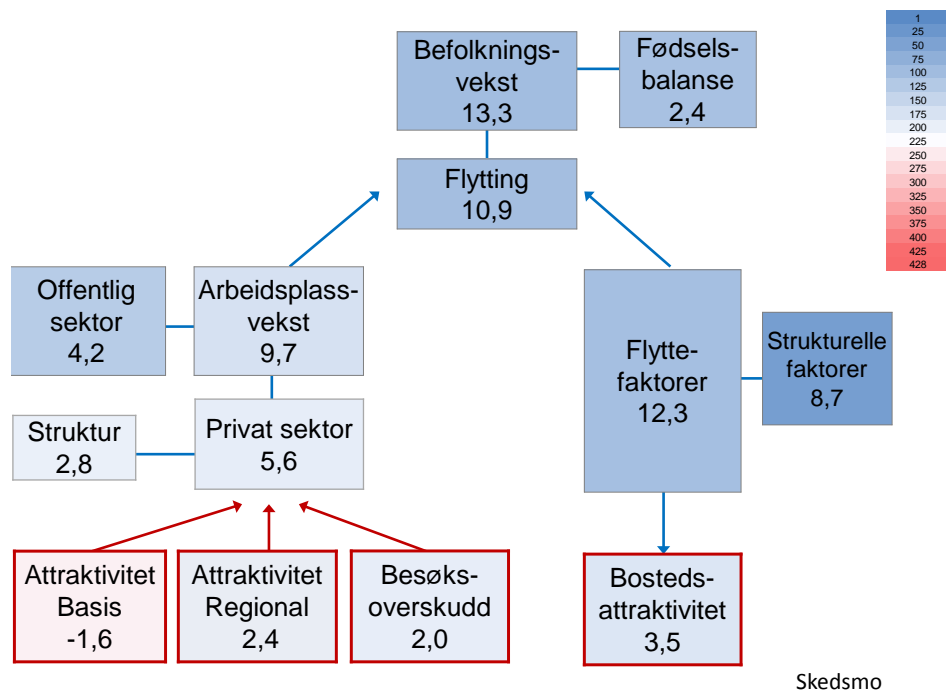 Befolknings-
vekst
13,3
Fødsels-
balanse
2,4
Flytting
10,9
Offentlig
sektor
4,2
Arbeidsplass-
vekst
9,7
Flytte-
faktorer
12,3
Strukturelle
faktorer
8,7
Struktur
2,8
Privat sektor
5,6
Attraktivitet
Basis
-1,6
Attraktivitet
Regional
2,4
Besøks-
overskudd
2,0
Bosteds-
attraktivitet
3,5
Skedsmo
1
25
50
75
100
125
150
175
200
225
250
275
300
325
350
375
400
425
428